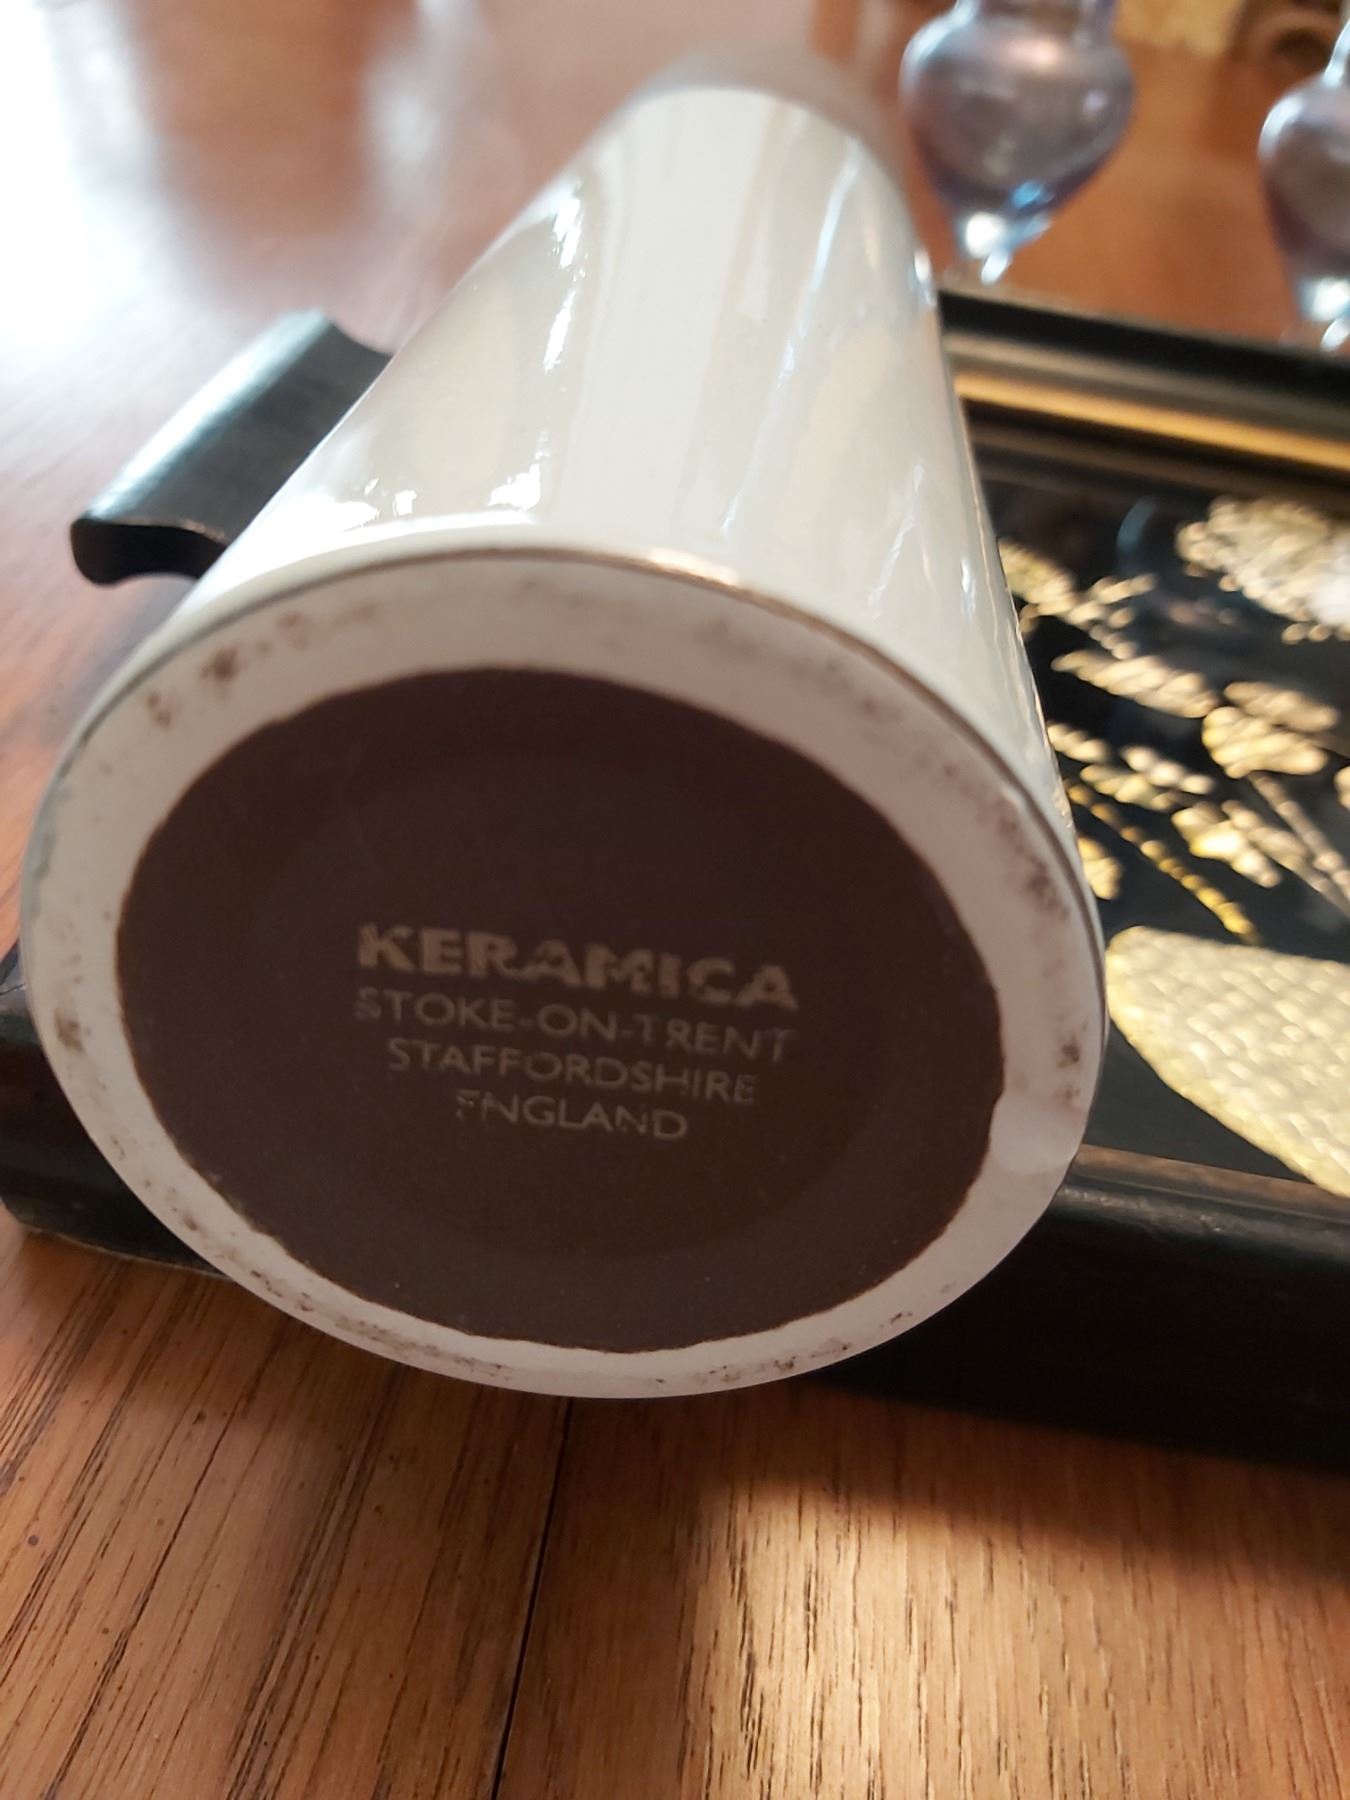 KERAMICA
STOKE-ON-TRENT
STAFFORDSHIRE
ENGLAND